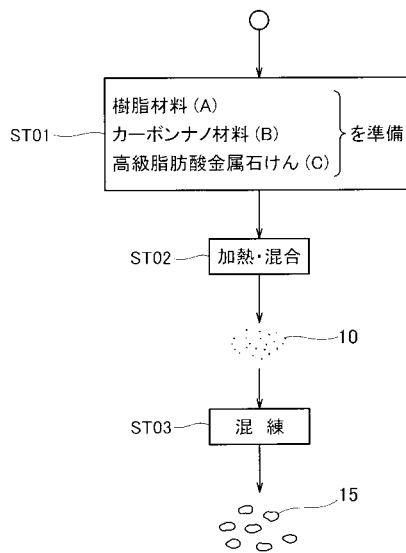 樹脂材料(A)
ST01 カーボンナノ材料(B) を準備
高級脂肪酸金属石けん(C)
ST02 加熱・混合
10
ST03 混 練
15